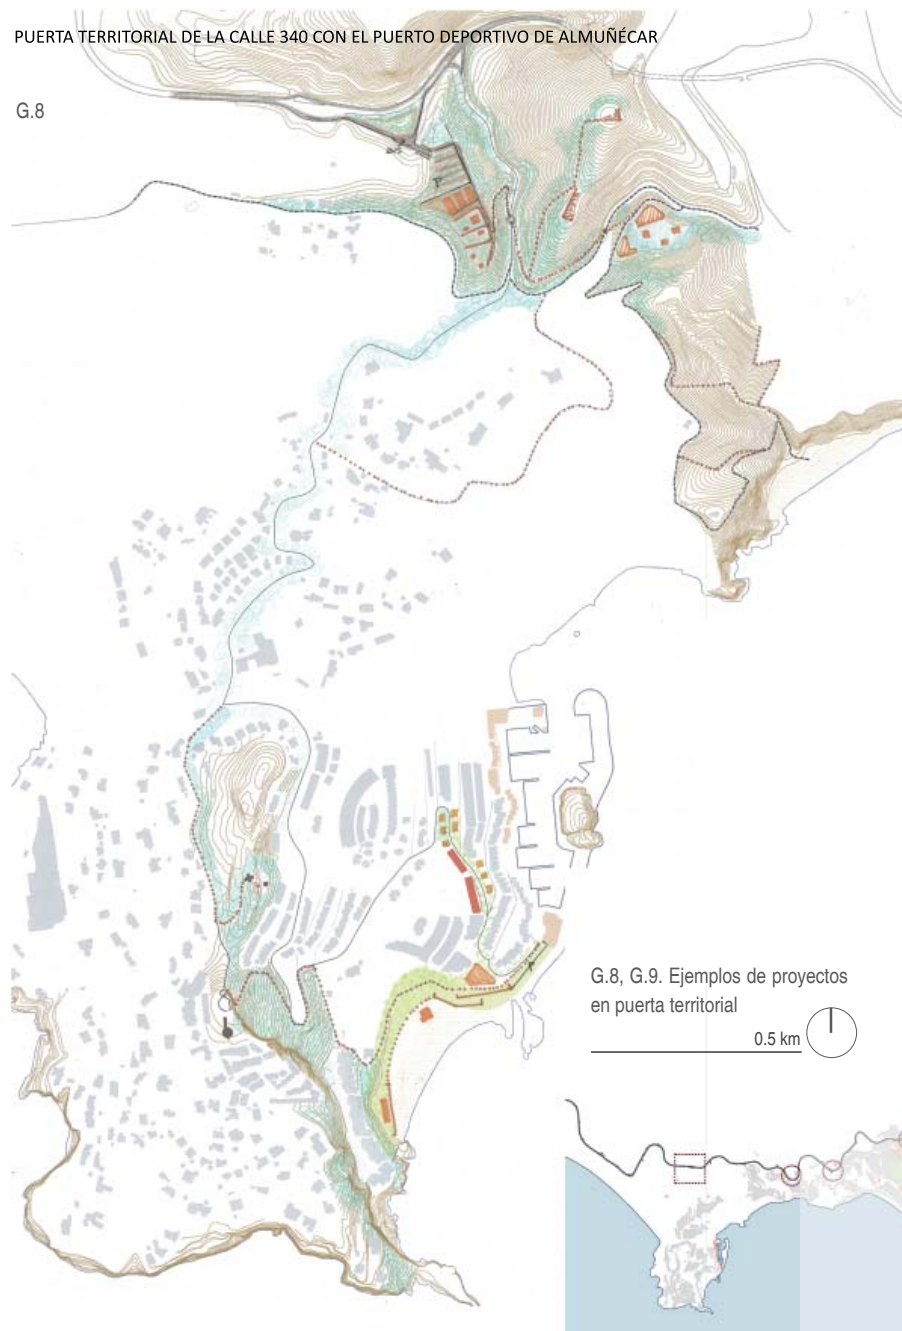 PUERTA TERRITORIAL DE LA CALLE 340 CON EL PUERTO DEPORTIVO DE ALMUÑÉCAR
G.8
P
G.8, G.9. Ejemplos de proyectos
en puerta territorial
0.5 km